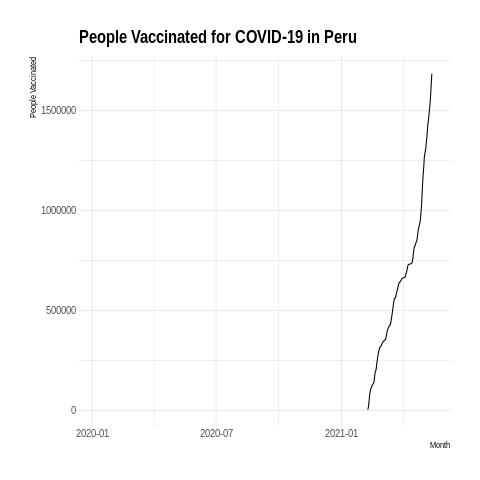 People Vaccinated for COVID-19 in Peru
People Vaccinated
1500000
1000000
500000
0
2020-01 2020-07 2021-01
Month